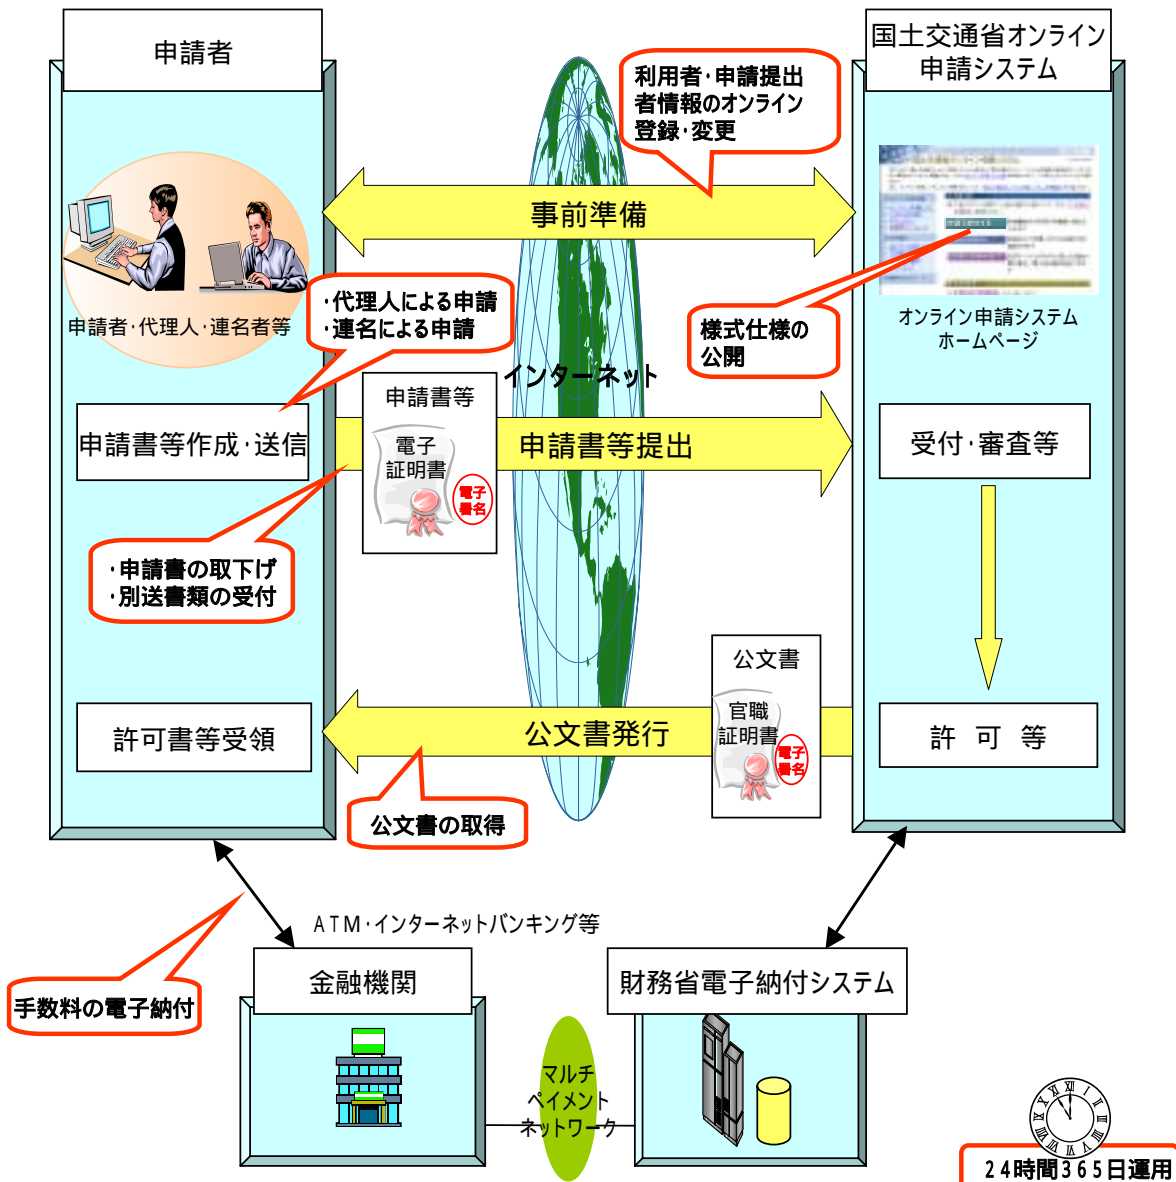 申請者
国土交通省オンライン
申請システム
利用者・申請提出
者情報のオンライン
登録・変更
事前準備
申請者・代理人・連名者等
・代理人による申請
・連名による申請
様式仕様の
公開
オンライン申請システム
ホームページ
インターネット
申請書等作成・送信
申請書等
電子
証明書
電子
署名
申請書等提出
受付・審査等
・申請書の取下げ
・別送書類の受付
公文書
官職
証明書
電子
署名
許可書等受領
公文書発行
許 可 等
公文書の取得
ATM・インターネットバンキング等
手数料の電子納付
金融機関
財務省電子納付システム
マルチ
ペイメント
ネットワーク
24時間365日運用